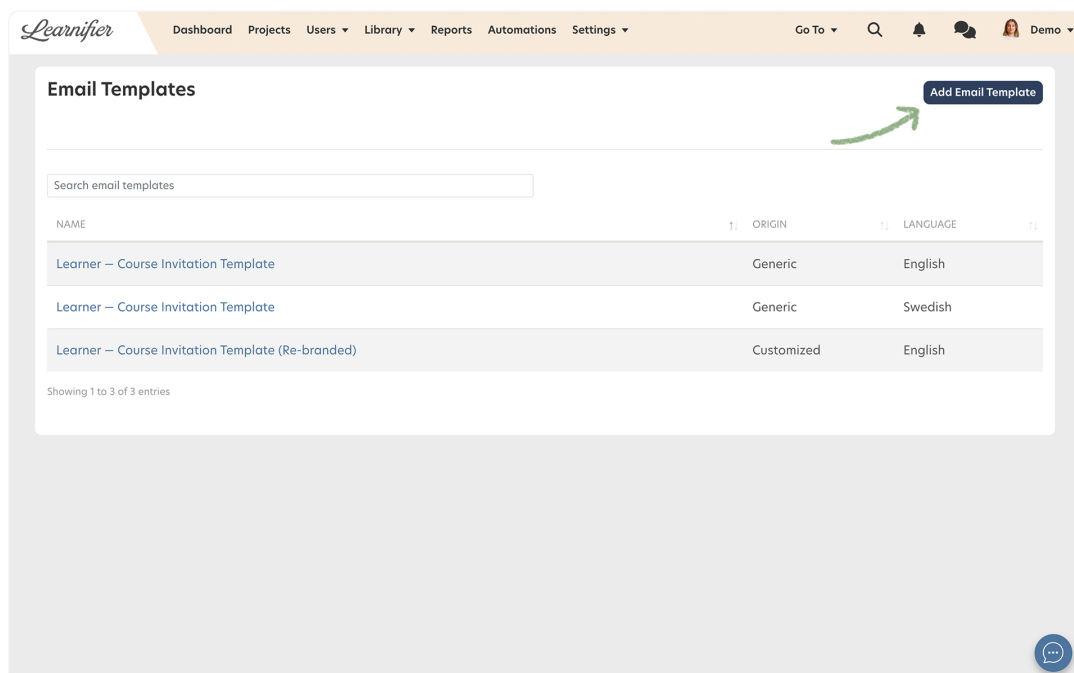 Learnifier Dashboard Projects Users Library Reports Automations Settings Go To Demo
Email Templates
Add Email Template
Search email templates
NAME ORIGIN LANGUAGE
Learner – Course Invitation Template Generic English
Learner – Course Invitation Template Generic Swedish
Learner – Course Invitation Template (Re-branded) Customized English
Showing 1 to 3 of 3 entries